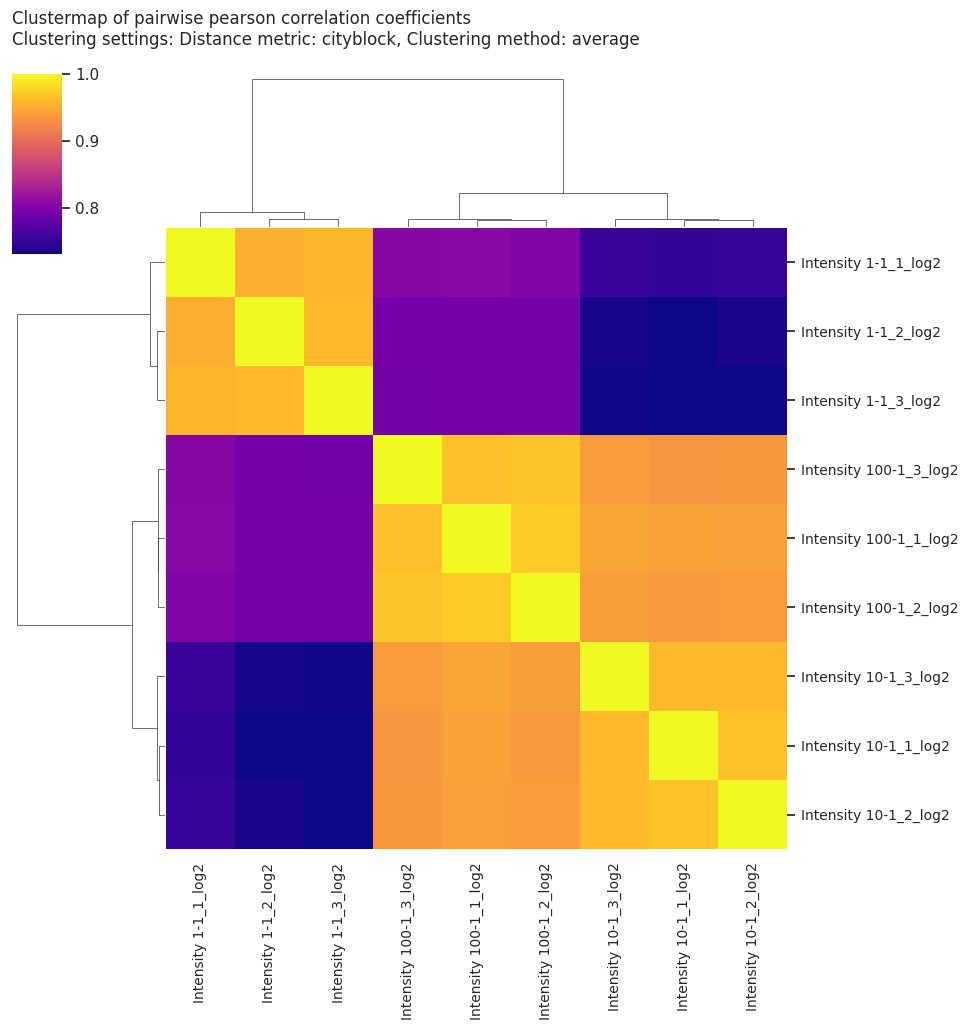 Clustermap of pairwise pearson correlation coefficients
Clustering settings: Distance metric: cityblock, Clustering method: average
1.0
0.9
0.8
Intensity 1-1_1_log2
Intensity 1-1_2_log2
Intensity 1-1_3_log2
Intensity 100-1_3_log2
Intensity 100-1_1_log2
Intensity 100-1_2_log2
Intensity 10-1_3_log2
Intensity 10-1_1_log2
Intensity 10-1_2_log2
Intensity 1-1_1_log2
Intensity 1-1_2_log2
Intensity 1-1_3_log2
Intensity 100-1_3_log2
Intensity 100-1_1_log2
Intensity 100-1_2_log2
Intensity 10-1_3_log2
Intensity 10-1_1_log2
Intensity 10-1_2_log2